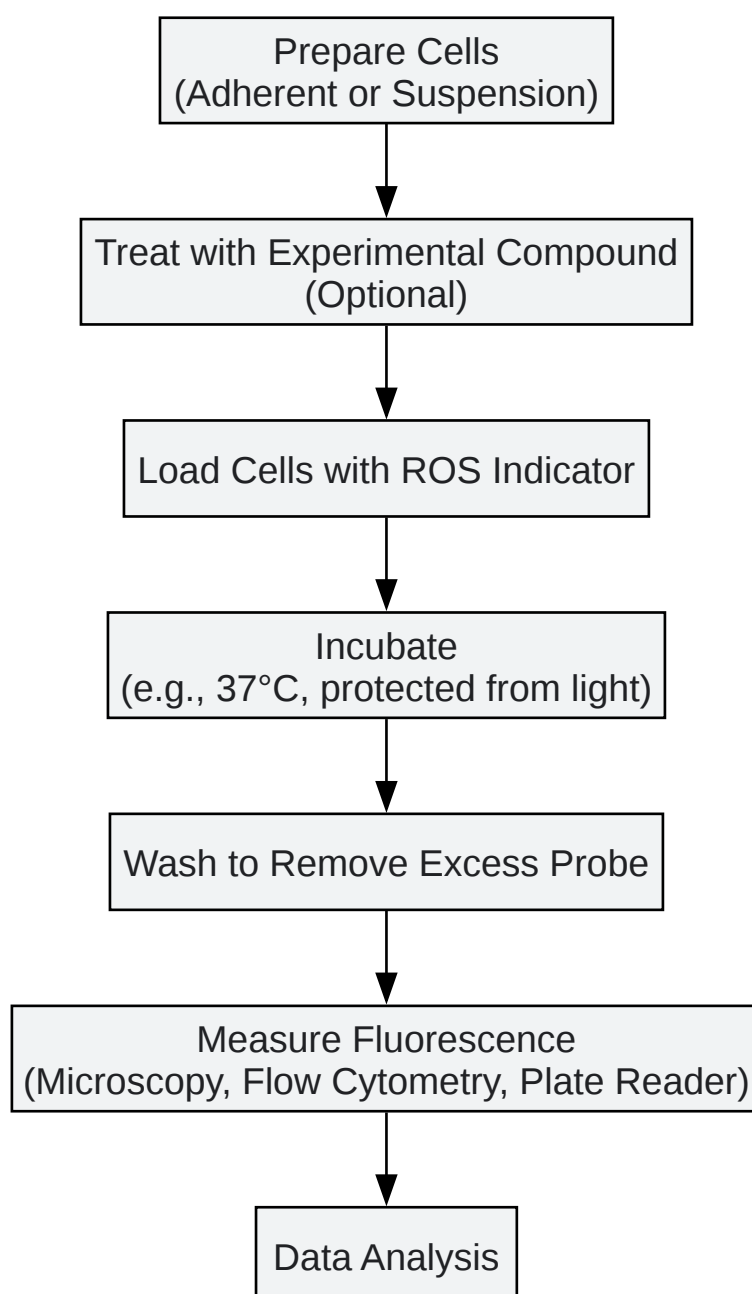 Prepare Cells
(Adherent or Suspension)
Treat with Experimental Compound
(Optional)
Load Cells with ROS Indicator
Incubate
(e.g., 37°C, protected from light)
Wash to Remove Excess Probe
Measure Fluorescence
(Microscopy, Flow Cytometry, Plate Reader)
Data Analysis